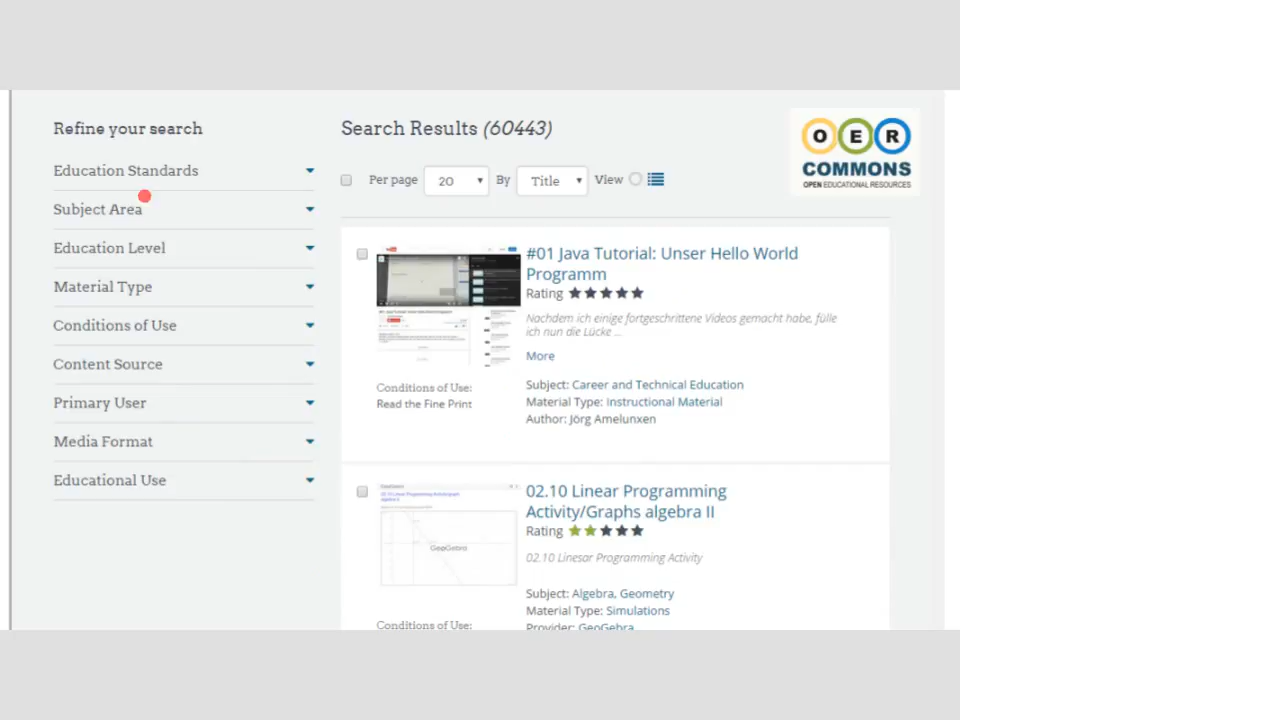 Refine your search
Education Standards
Subject Area
Education Level
Material Type
Conditions of Use
Content Source
Primary User
Media Format
Educational Use
Search Results (60443)
Per page 20 By Title View
OER
COMMONS
OPEN EDUCATIONAL RESOURCES
#01 Java Tutorial: Unser Hello World
Programm
Rating
Nachdem ich einige fortgeschrittene Videos gemacht habe, fülle
ich nun die Lücke ...
More
Conditions of Use:
Read the Fine Print
Subject: Career and Technical Education
Material Type: Instructional Material
Author: Jörg Amelunxen
02.10 Linear Programming
Activity/Graphs algebra II
Rating
02.10 Linesar Programming Activity
GeoGebra
Subject: Algebra, Geometry
Material Type: Simulations
Provider: GeoGebra
Conditions of Use: